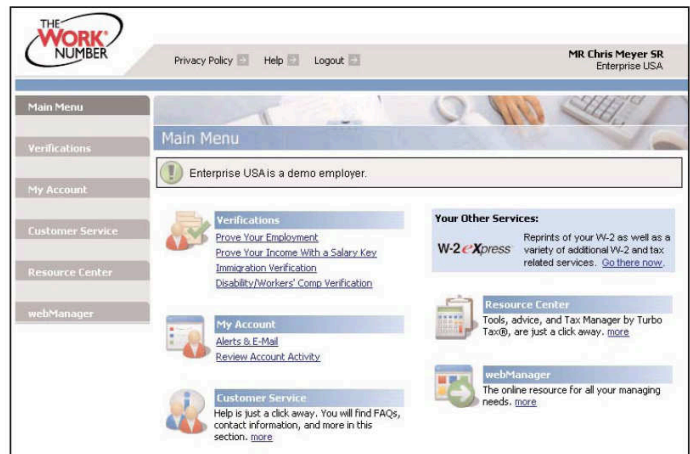 THE
WORK
NUMBER
Privacy Policy Help Logout
MR Chris Meyer SR
Enterprise USA
Main Menu
Verifications
My Account
Customer Service
Resource Center
webManager
Main Menu
Enterprise USA is a demo employer.
Verifications
Prove Your Employment
Prove Your Income With a Salary Key
Immigration Verification
Disability/Workers' Comp Verification
My Account
Alerts & E-Mail
Review Account Activity
Customer Service
Help is just a click away. You will find FAQs,
contact information, and more in this
section. more
Your Other Services:
W-2 eXpress
Reprints of your W-2 as well as a
variety of additional W-2 and tax
related services. Go there now.
Resource Center
Tools, advice, and Tax Manager by Turbo
Tax®, are just a click away. more
webManager
The online resource for all your managing
needs. more